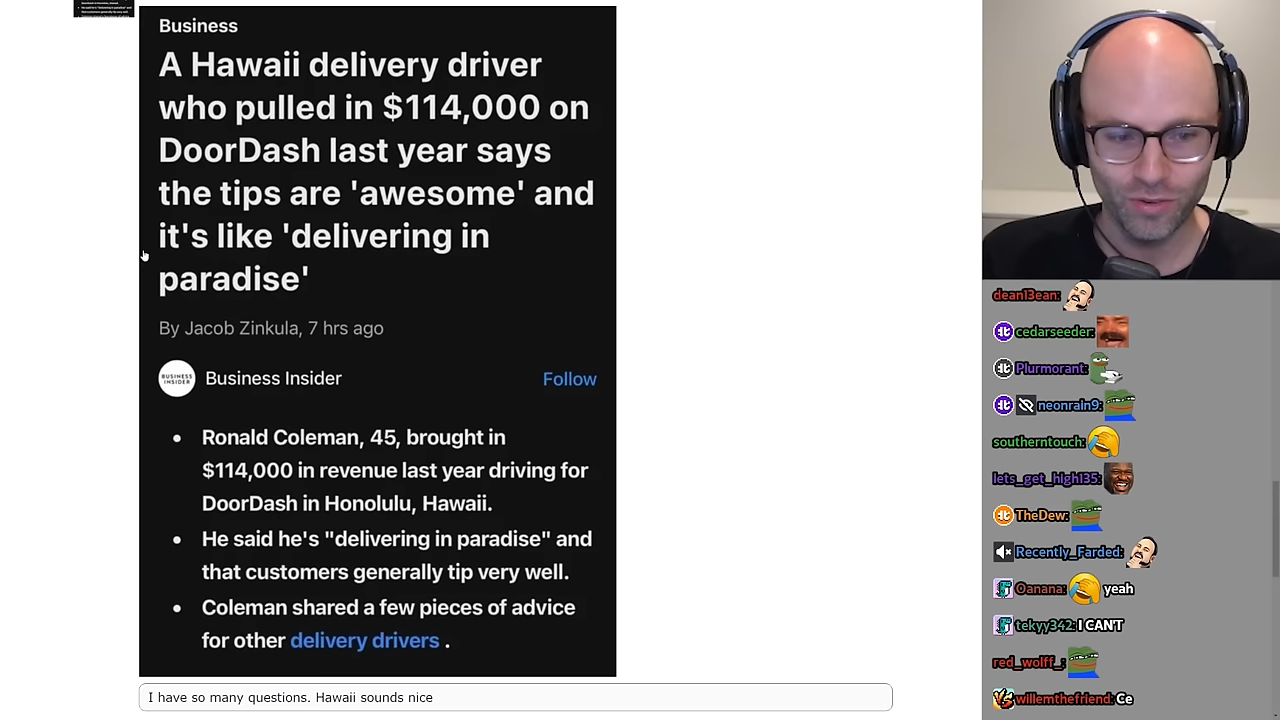 Business
A Hawaii delivery driver
who pulled in $114,000 on
DoorDash last year says
the tips are 'awesome' and
it's like 'delivering in
paradise'
By Jacob Zinkula, 7 hrs ago
BUSINESS
INSIDER
Business Insider
Follow
• Ronald Coleman, 45, brought in
$114,000 in revenue last year driving for
DoorDash in Honolulu, Hawaii.
• He said he's "delivering in paradise" and
that customers generally tip very well.
• Coleman shared a few pieces of advice
for other delivery drivers .
I have so many questions. Hawaii sounds nice
dean13ean:
cedarseeder:
Plurmorant:
neonrain9:
southerntouch:
lets_get_high135:
TheDew:
Recently_Farded:
Oanana: yeah
tekyy342: I CAN'T
red_wolff_:
willemthefriend: Ce